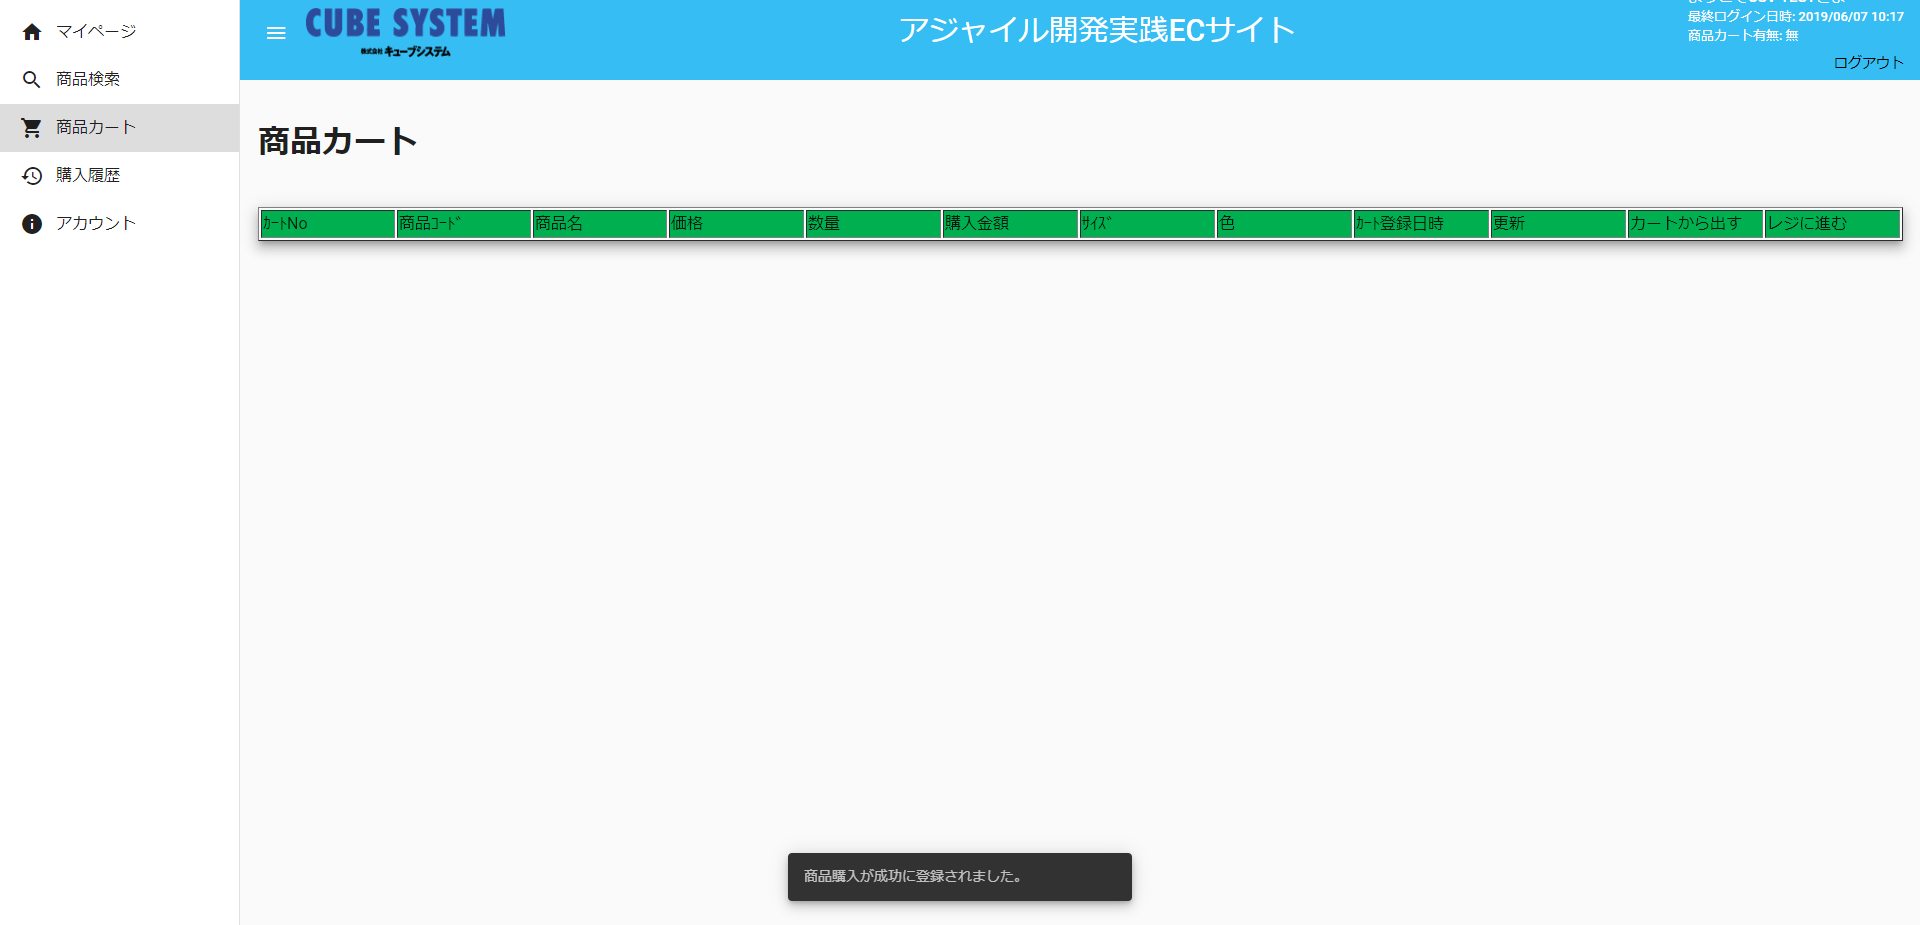 マイページ
商品検索
商品カート
購入履歴
アカウント
CUBE SYSTEM
株式会社 キューブシステム
アジャイル開発実践ECサイト
最終ログイン日時: 2019/06/07 10:17
商品カート有無: 無
ログアウト
商品カート
ｶｰﾄNo 商品ｺｰﾄﾞ 商品名 価格 数量 購入金額 ｻｲｽﾞ 色 ｶｰﾄ登録日時 更新 カートから出す レジに進む
商品購入が成功に登録されました。